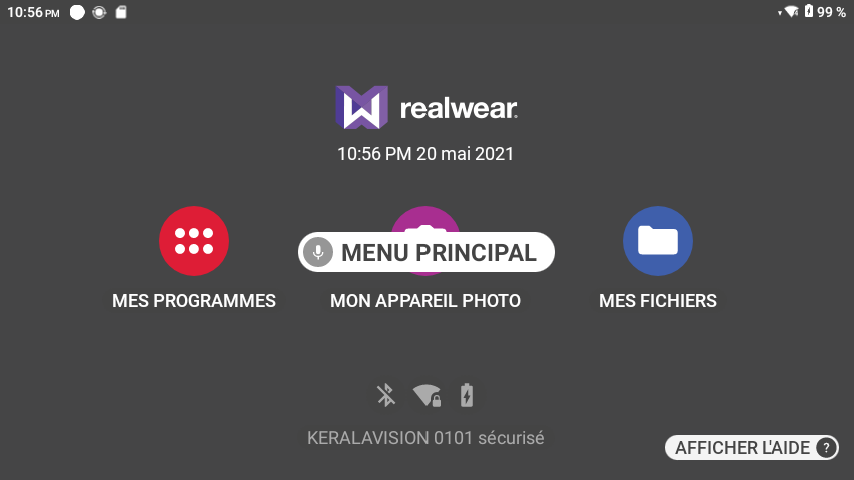 10:56 PM
99 %
realwear
10:56 PM 20 mai 2021
MENU PRINCIPAL
MES PROGRAMMES
MON APPAREIL PHOTO
MES FICHIERS
KERALAVISION 0101 sécurisé
AFFICHER L'AIDE ?